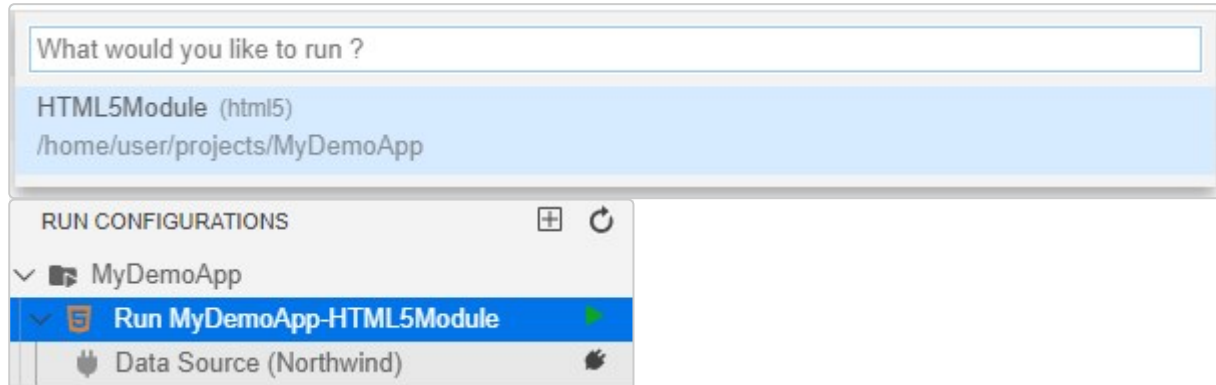 What would you like to run ?
HTML5Module (html5)
/home/user/projects/MyDemoApp
RUN CONFIGURATIONS
MyDemoApp
Run MyDemoApp-HTML5Module
Data Source (Northwind)